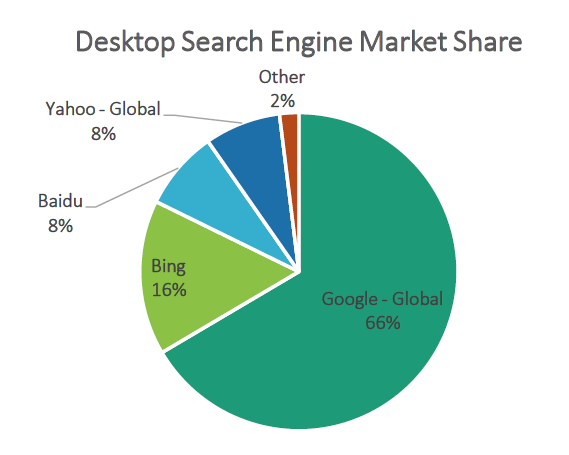 Desktop Search Engine Market Share
Other
2%
Yahoo - Global
8%
Baidu
8%
Bing
16%
Google - Global
66%